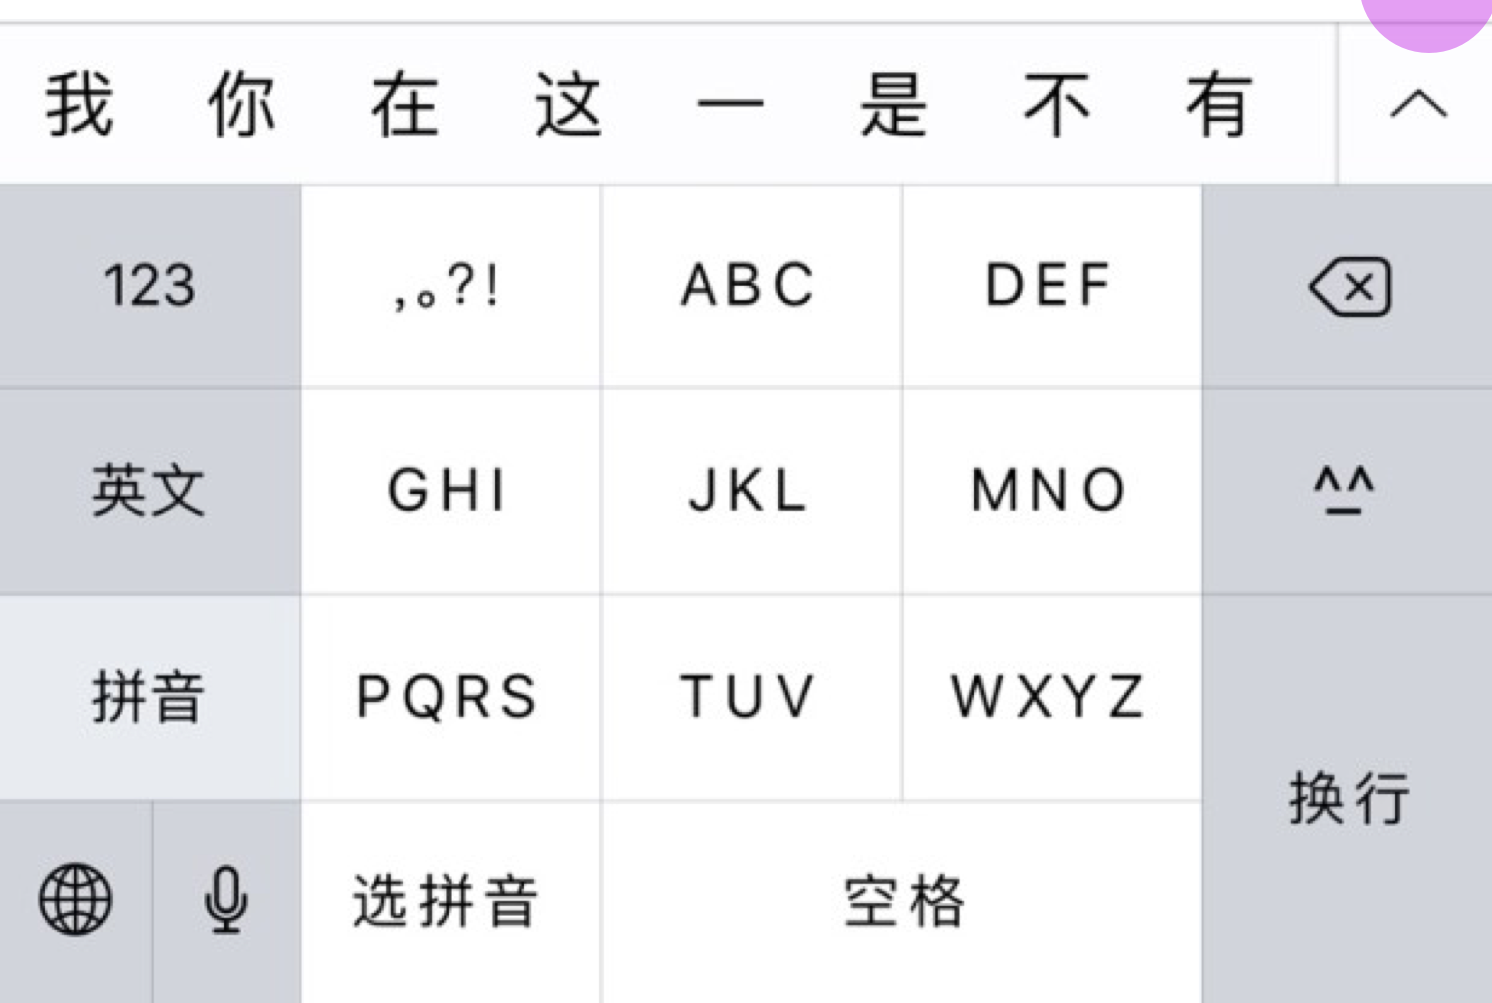 我 你 在 这 一 是 不 有
123 ,。?! ABC DEF
英文 GHI JKL MNO ^^
拼音 PQRS TUV WXYZ
换行
选拼音 空格